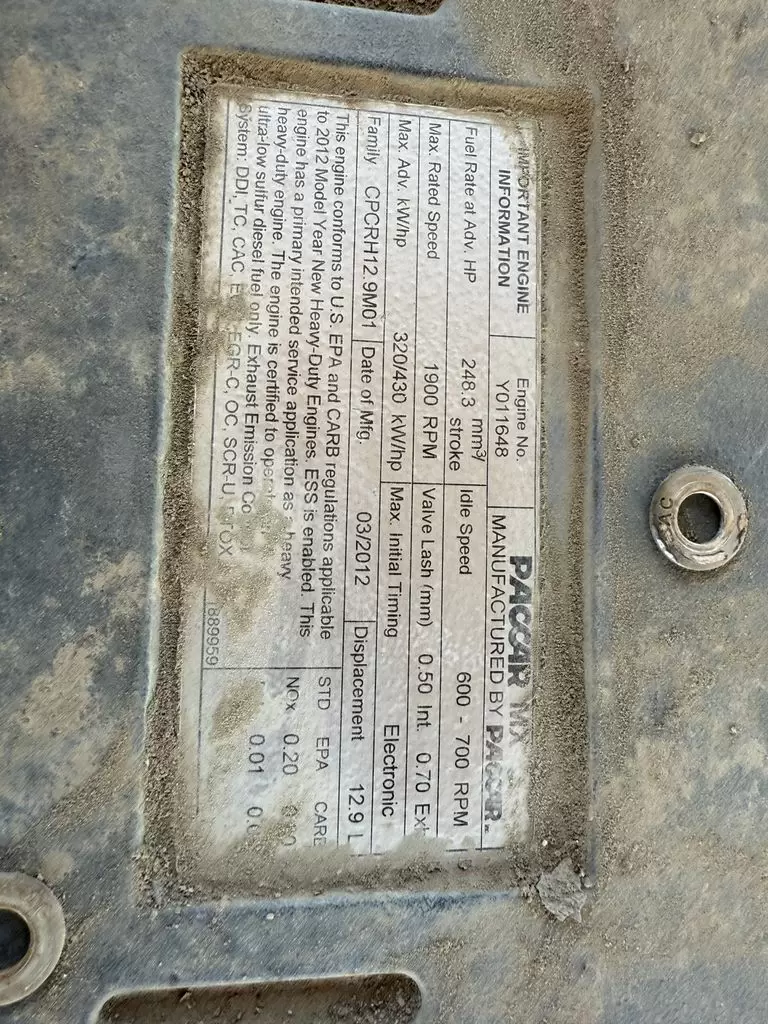 IMPORTANT ENGINE INFORMATION
Engine No. Y011648
PACCAR MX
MANUFACTURED BY PACCAR
Fuel Rate at Adv. HP 248.3 mm³/stroke Idle Speed 600 - 700 RPM
Max. Rated Speed 1900 RPM Valve Lash (mm) 0.50 Int. 0.70 Exh
Max. Adv. kW/hp 320/430 kW/hp Max. Initial Timing Electronic
Family CPCRH12.9M01 Date of Mfg. 03/2012 Displacement 12.9 L
This engine conforms to U.S. EPA and CARB regulations applicable
to 2012 Model Year New Heavy-Duty Engines. ESS is enabled. This
engine has a primary intended service application as heavy
heavy-duty engine. The engine is certified to
ultra-low sulfur diesel fuel only. Exhaust Emission
System: DDI, TC, CAC, EGR-C, OC, SCR-U,
STD EPA CARB
NOx 0.20
0.01
1889959
VAC